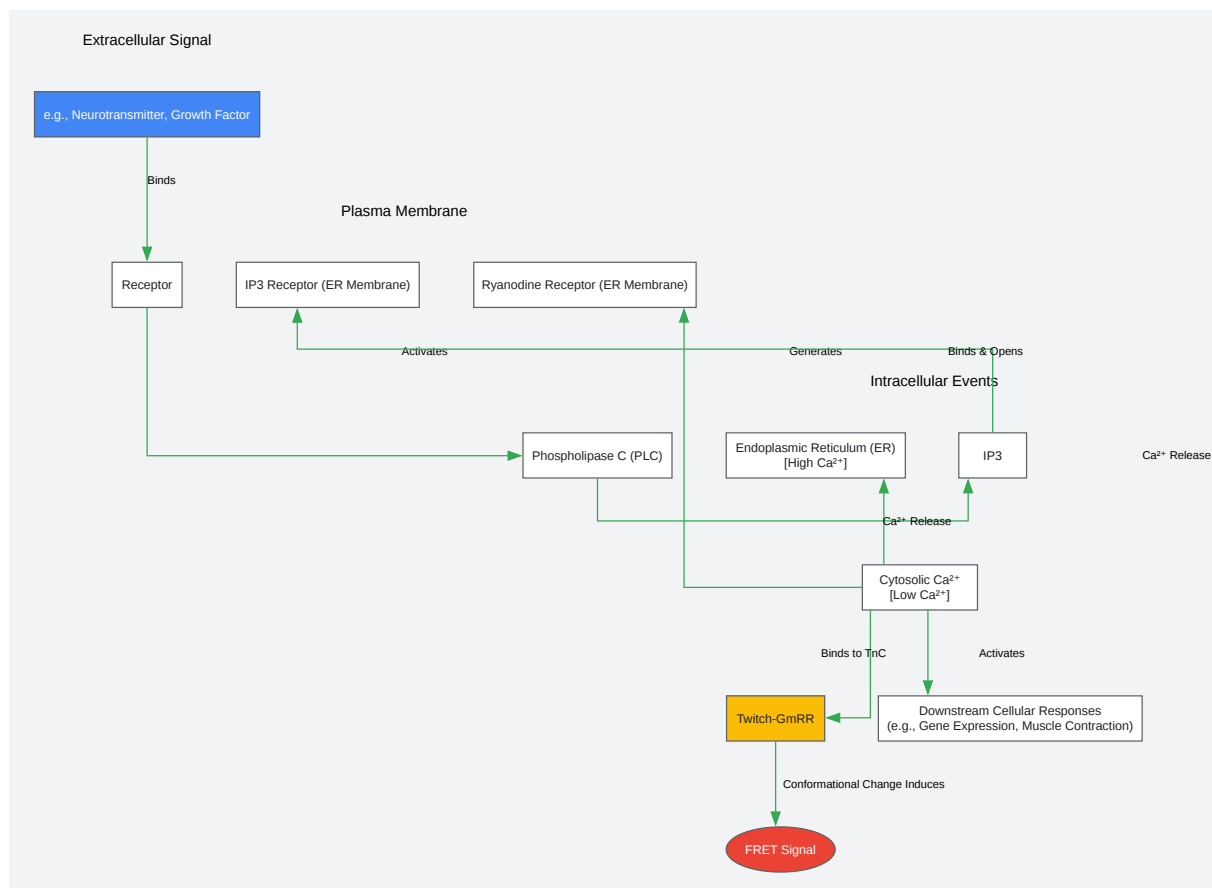 Extracellular Signal
e.g., Neurotransmitter, Growth Factor
Binds
Plasma Membrane
Receptor
IP3 Receptor (ER Membrane)
Ryanodine Receptor (ER Membrane)
Activates
Generates
Binds & Opens
Intracellular Events
Phospholipase C (PLC)
Endoplasmic Reticulum (ER)
[High Ca²⁺]
IP3
Ca²⁺ Release
Ca²⁺ Release
Cytosolic Ca²⁺
[Low Ca²⁺]
Binds to TnC
Activates
Twitch-GmRR
Downstream Cellular Responses
(e.g., Gene Expression, Muscle Contraction)
Conformational Change Induces
FRET Signal